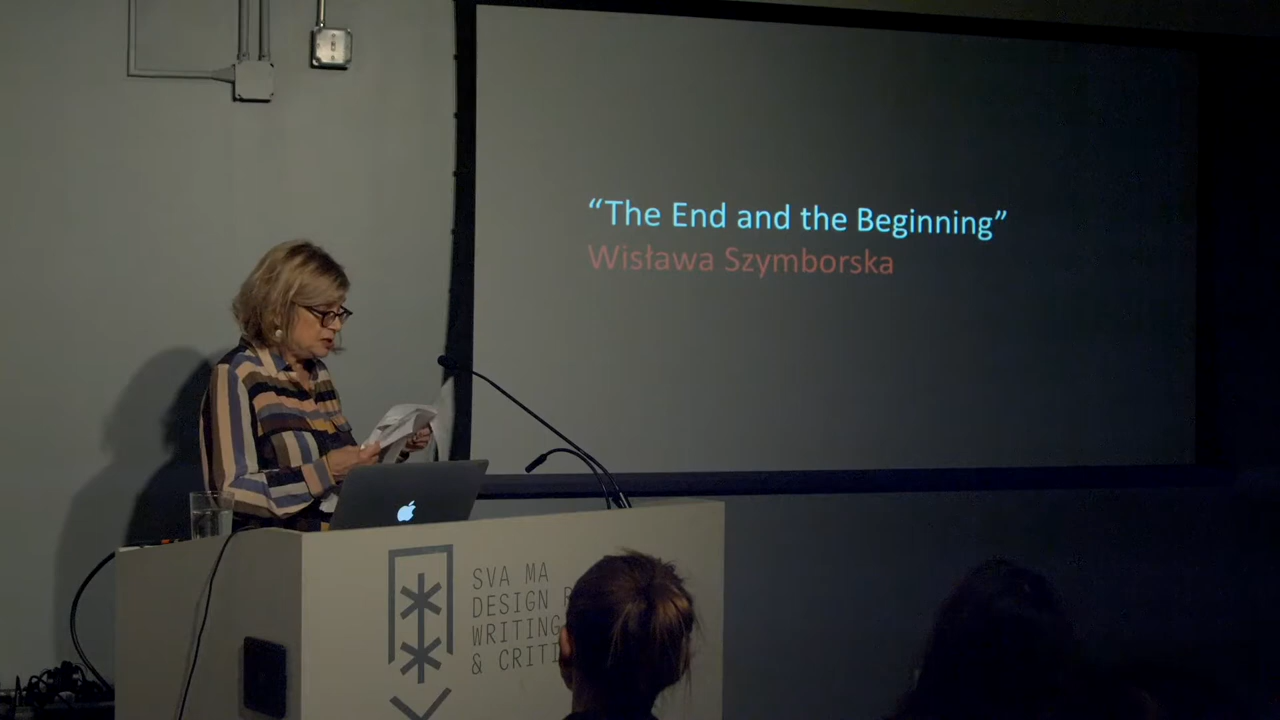 “The End and the Beginning”
Wisława Szymborska
SVA MA
DESIGN
WRITING
& CRITI